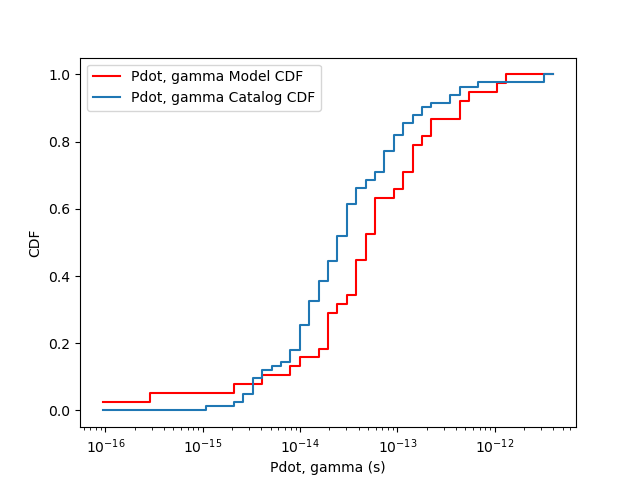 Pdot, gamma Model CDF
Pdot, gamma Catalog CDF
1.0
0.8
0.6
0.4
0.2
0.0
CDF
10⁻¹⁶
10⁻¹⁵
10⁻¹⁴
10⁻¹³
10⁻¹²
Pdot, gamma (s)